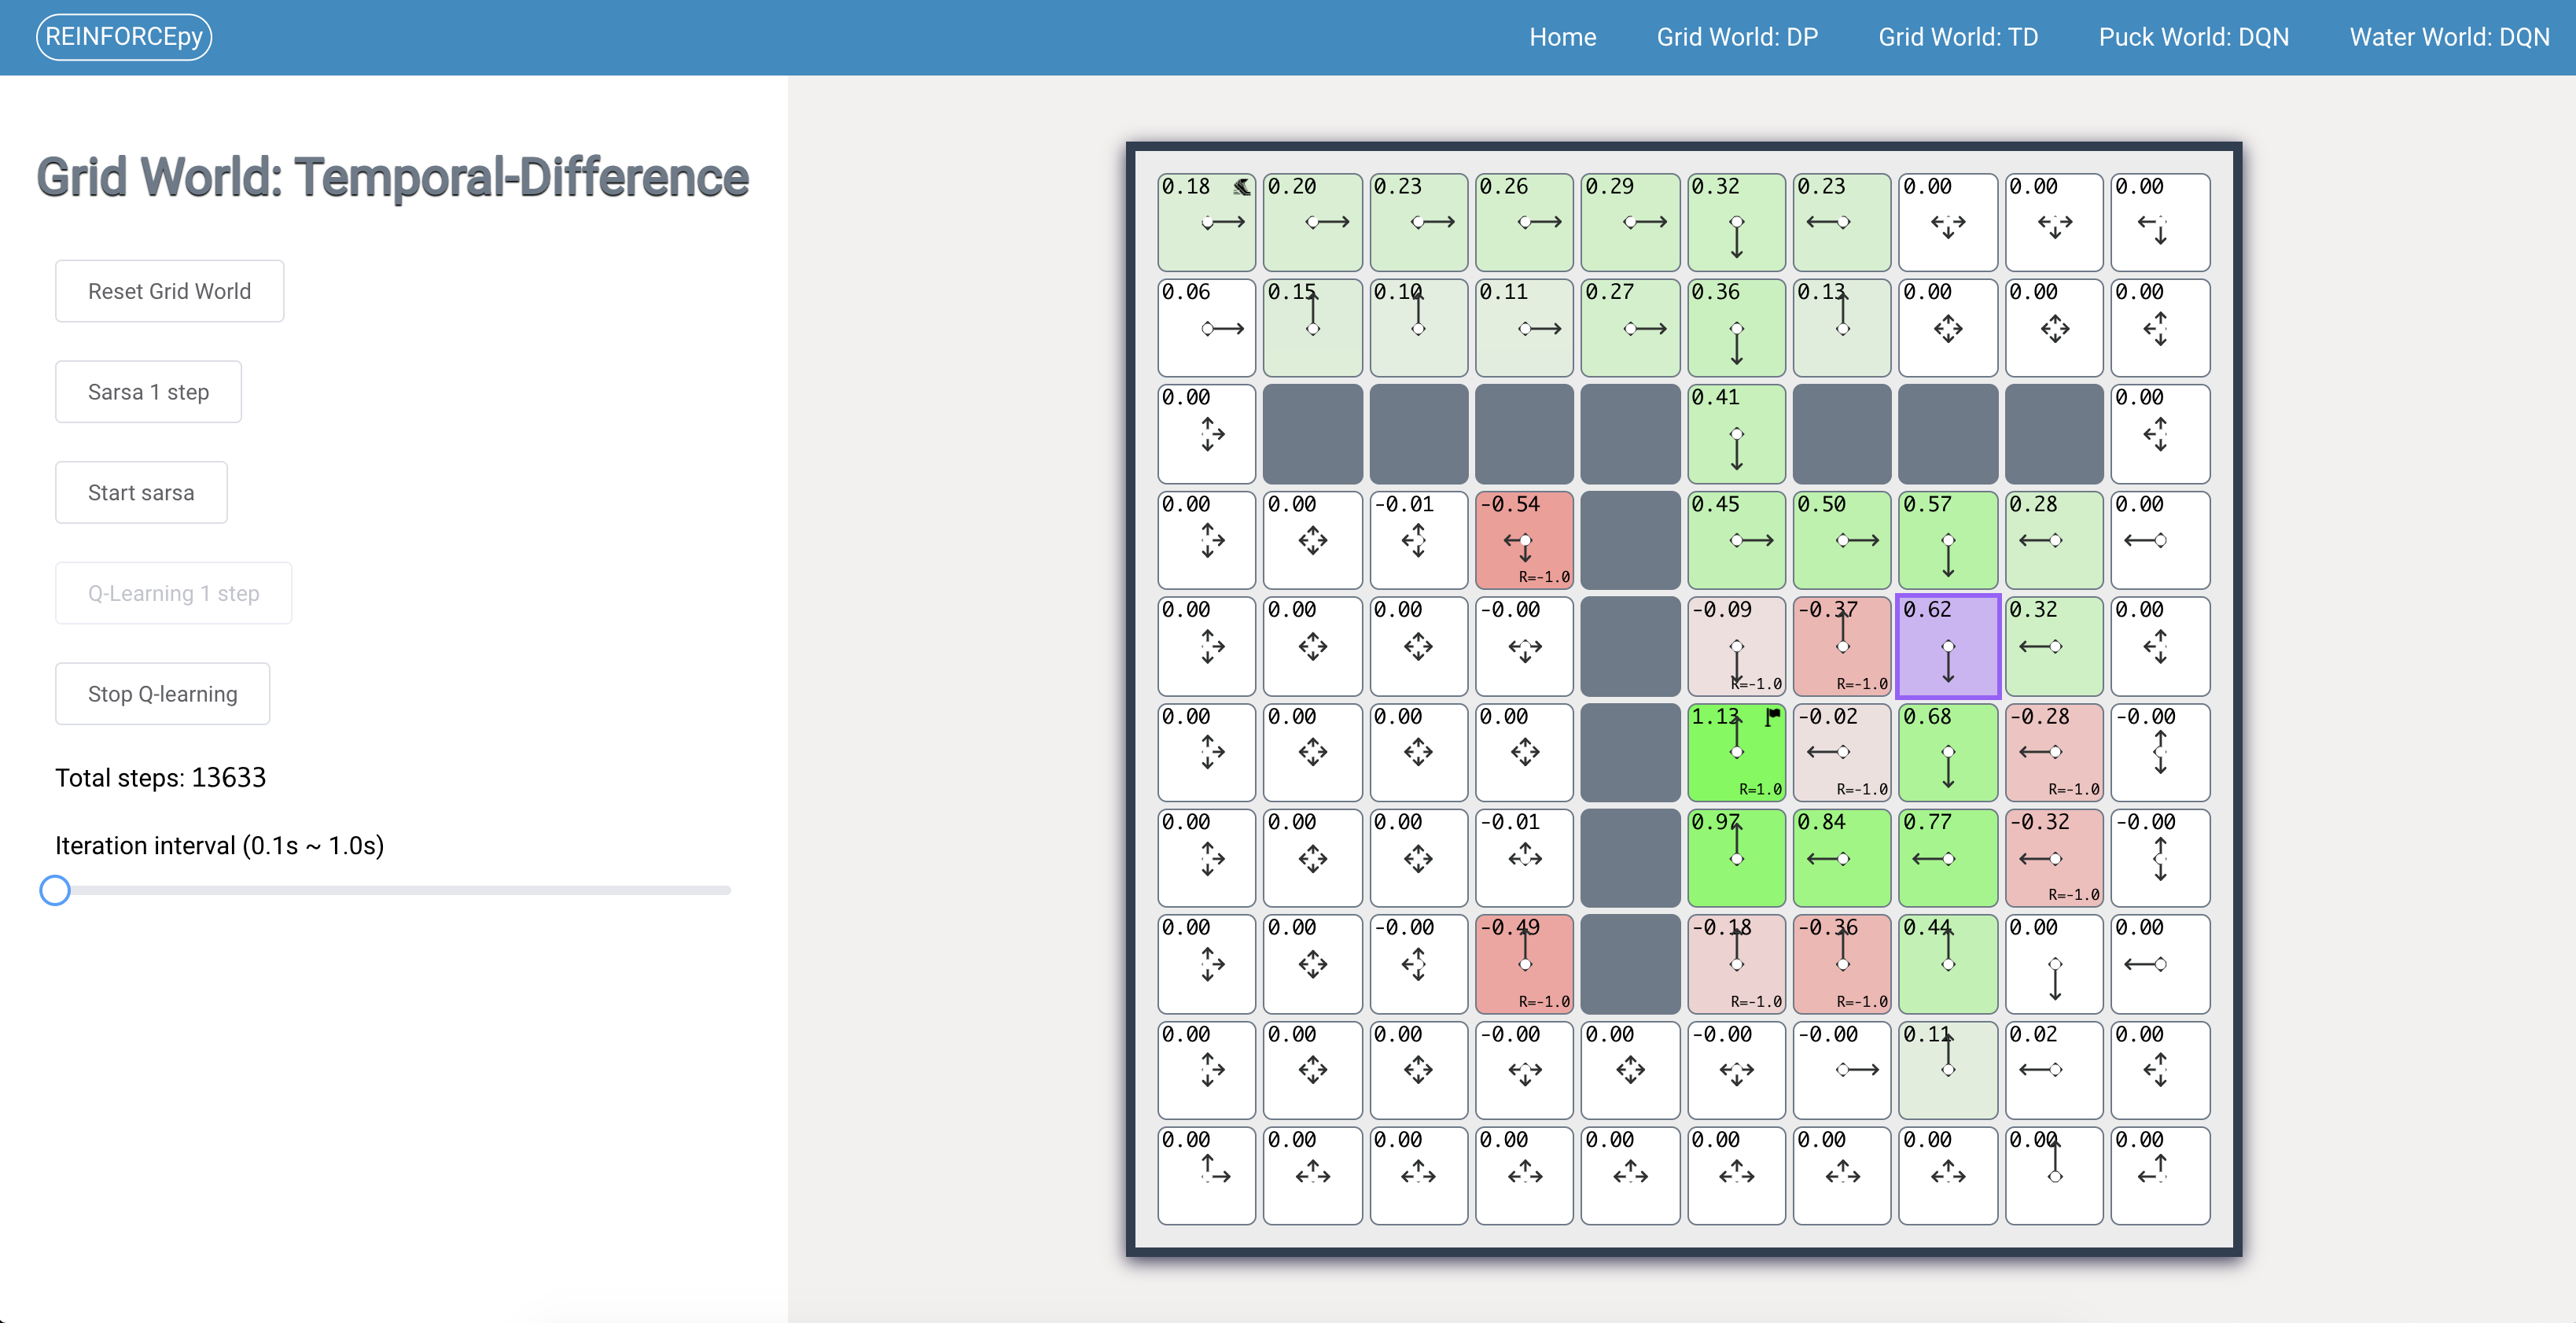 REINFORCEpy Home Grid World: DP Grid World: TD Puck World: DQN Water World: DQN
Grid World: Temporal-Difference
Reset Grid World
Sarsa 1 step
Start sarsa
Q-Learning 1 step
Stop Q-learning
Total steps: 13633
Iteration interval (0.1s ~ 1.0s)
0.18 0.20 0.23 0.26 0.29 0.32 0.23 0.00 0.00 0.00
0.06 0.15 0.10 0.11 0.27 0.36 0.13 0.00 0.00 0.00
0.00 0.41 0.00
0.00 0.00 -0.01 -0.54 0.45 0.50 0.57 0.28 0.00
R=-1.0
0.00 0.00 0.00 -0.00 -0.09 -0.37 0.62 0.32 0.00
R=-1.0 R=-1.0
0.00 0.00 0.00 0.00 1.13 -0.02 0.68 -0.28 -0.00
R=1.0 R=-1.0 R=-1.0
0.00 0.00 0.00 -0.01 0.97 0.84 0.77 -0.32 -0.00
R=-1.0
0.00 0.00 -0.00 -0.49 -0.18 -0.36 0.44 0.00 0.00
R=-1.0 R=-1.0 R=-1.0
0.00 0.00 0.00 -0.00 0.00 -0.00 -0.00 0.11 0.02 0.00
0.00 0.00 0.00 0.00 0.00 0.00 0.00 0.00 0.00 0.00